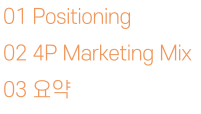 01 Positioning
02 4P Marketing Mix
03 요약